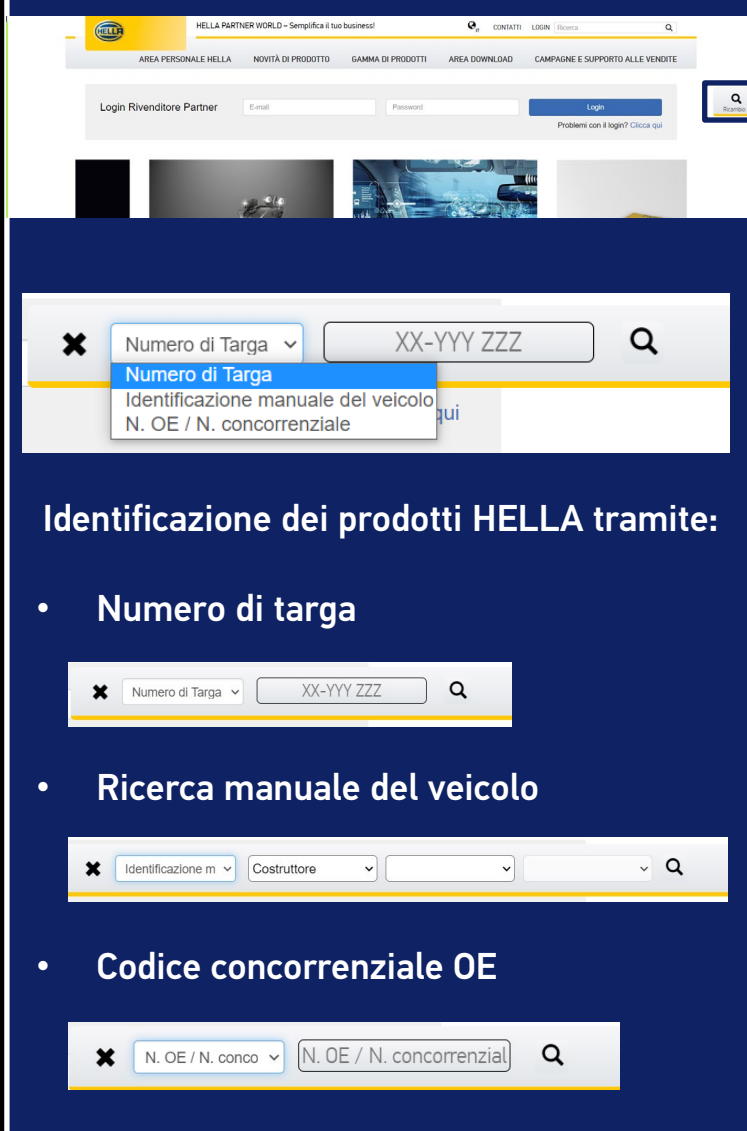 HELLA
HELLA PARTNER WORLD – Semplifica il tuo business!
CONTATTI LOGIN Ricerca
AREA PERSONALE HELLA NOVITÀ DI PRODOTTO GAMMA DI PRODOTTI AREA DOWNLOAD CAMPAGNE E SUPPORTO ALLE VENDITE
Login Rivenditore Partner E-mail Password Login
Problemi con il login? Clicca qui
Ricambio
Numero di Targa XX-YYY ZZZ
Numero di Targa
Identificazione manuale del veicolo
N. OE / N. concorrenziale
qui
Identificazione dei prodotti HELLA tramite:
• Numero di targa
Numero di Targa XX-YYY ZZZ
• Ricerca manuale del veicolo
Identificazione m Costruttore
• Codice concorrenziale OE
N. OE / N. conco N. OE / N. concorrenzial